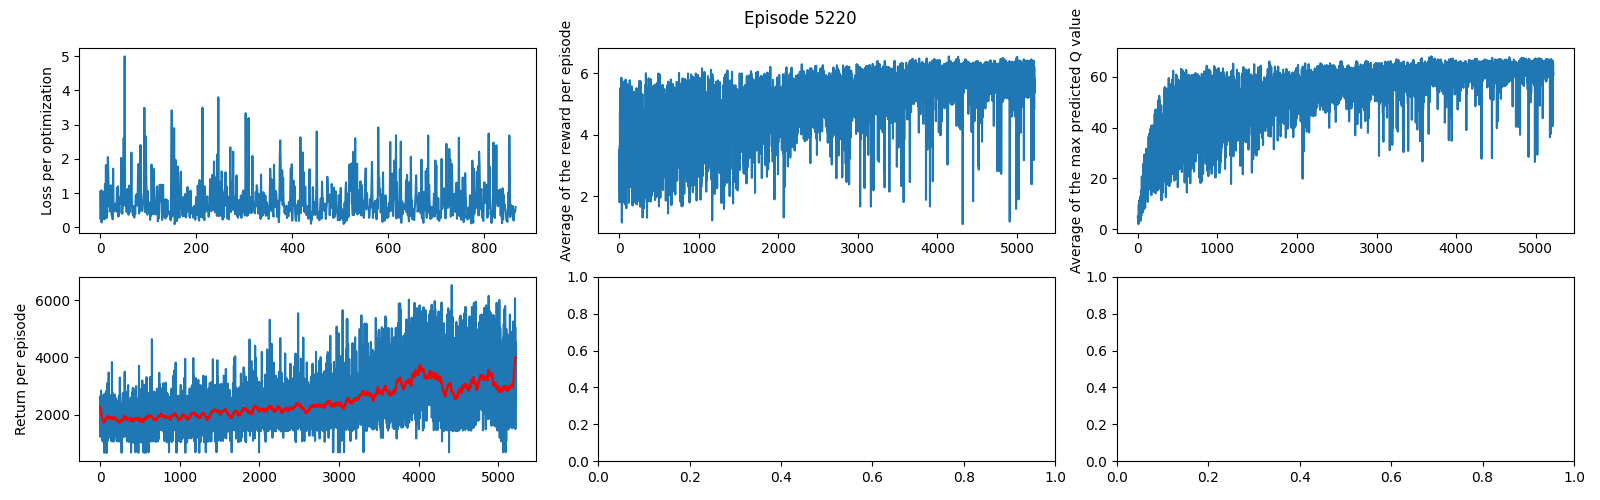 Episode 5220
Loss per optimization
5
4
3
2
1
0
0 200 400 600 800
Average of the reward per episode
6
4
2
0 1000 2000 3000 4000 5000
Average of the max predicted Q value
60
40
20
0
0 1000 2000 3000 4000 5000
Return per episode
6000
4000
2000
0 1000 2000 3000 4000 5000
1.0
0.8
0.6
0.4
0.2
0.0
0.0 0.2 0.4 0.6 0.8 1.0
1.0
0.8
0.6
0.4
0.2
0.0
0.0 0.2 0.4 0.6 0.8 1.0